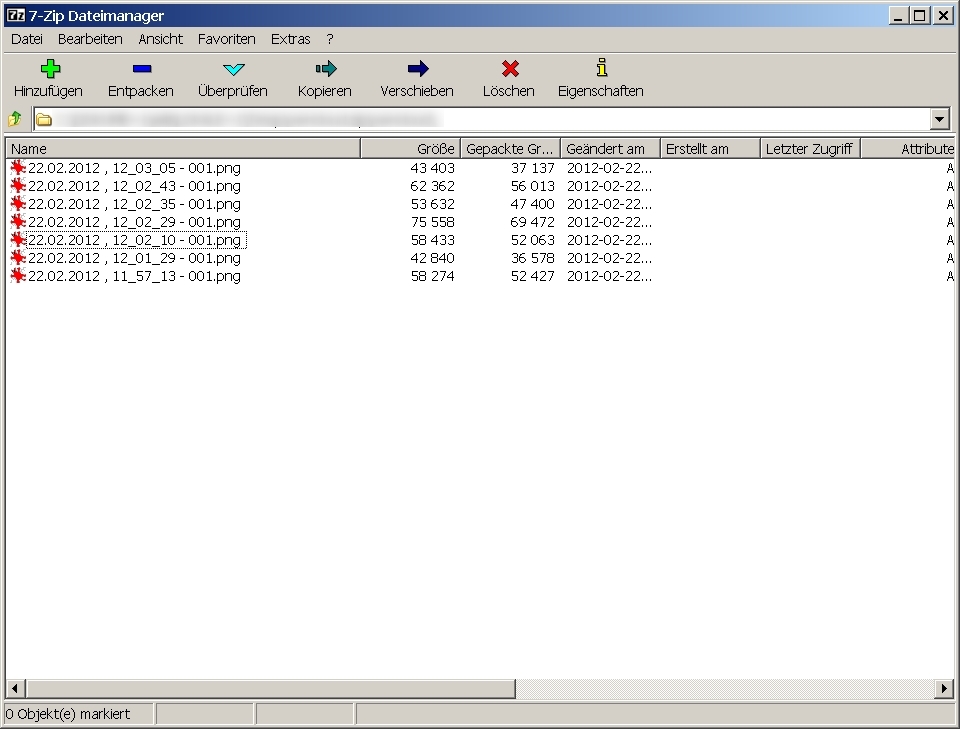 7-Zip Dateimanager
Datei Bearbeiten Ansicht Favoriten Extras ?
Hinzufügen Entpacken Überprüfen Kopieren Verschieben Löschen Eigenschaften
Name Größe Gepackte Gr... Geändert am Erstellt am Letzter Zugriff Attribute
22.02.2012 , 12_03_05 - 001.png 43 403 37 137 2012-02-22... A
22.02.2012 , 12_02_43 - 001.png 62 362 56 013 2012-02-22... A
22.02.2012 , 12_02_35 - 001.png 53 632 47 400 2012-02-22... A
22.02.2012 , 12_02_29 - 001.png 75 558 69 472 2012-02-22... A
22.02.2012 , 12_02_10 - 001.png 58 433 52 063 2012-02-22... A
22.02.2012 , 12_01_29 - 001.png 42 840 36 578 2012-02-22... A
22.02.2012 , 11_57_13 - 001.png 58 274 52 427 2012-02-22... A
0 Objekt(e) markiert